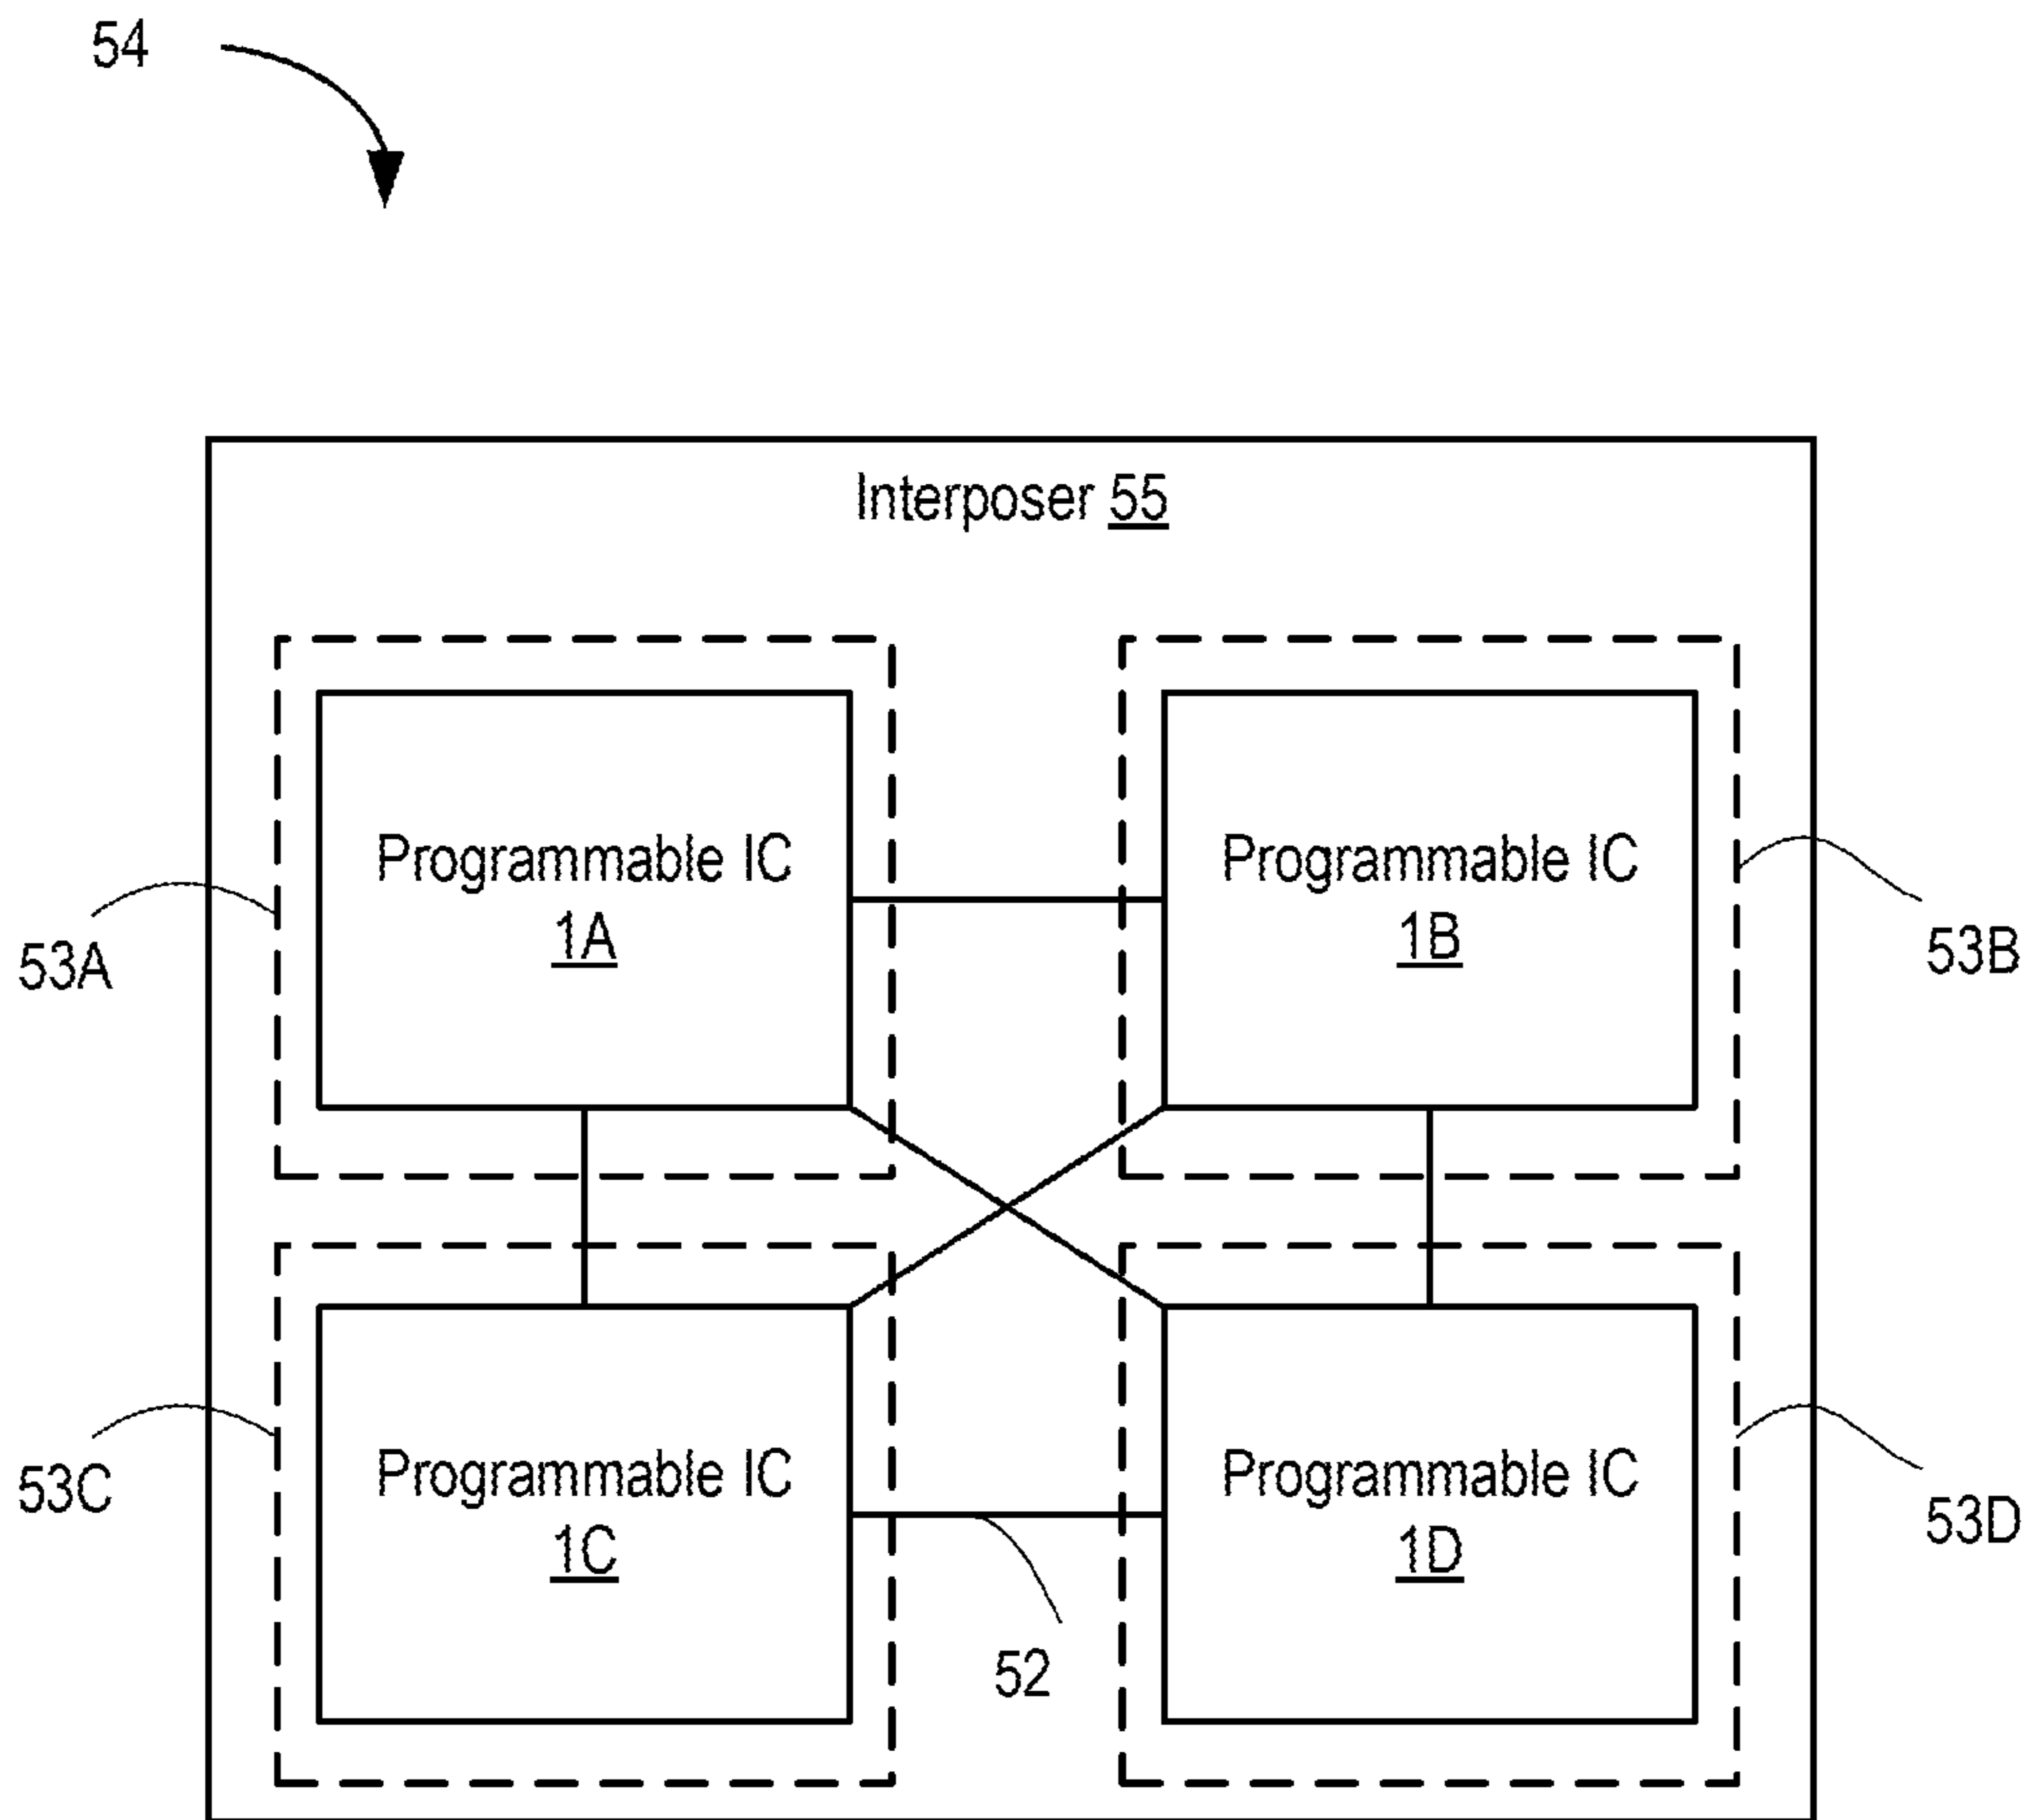 54
Interposer 55
Programmable IC
1A
Programmable IC
1B
53A
53B
Programmable IC
1C
Programmable IC
1D
53C
53D
52